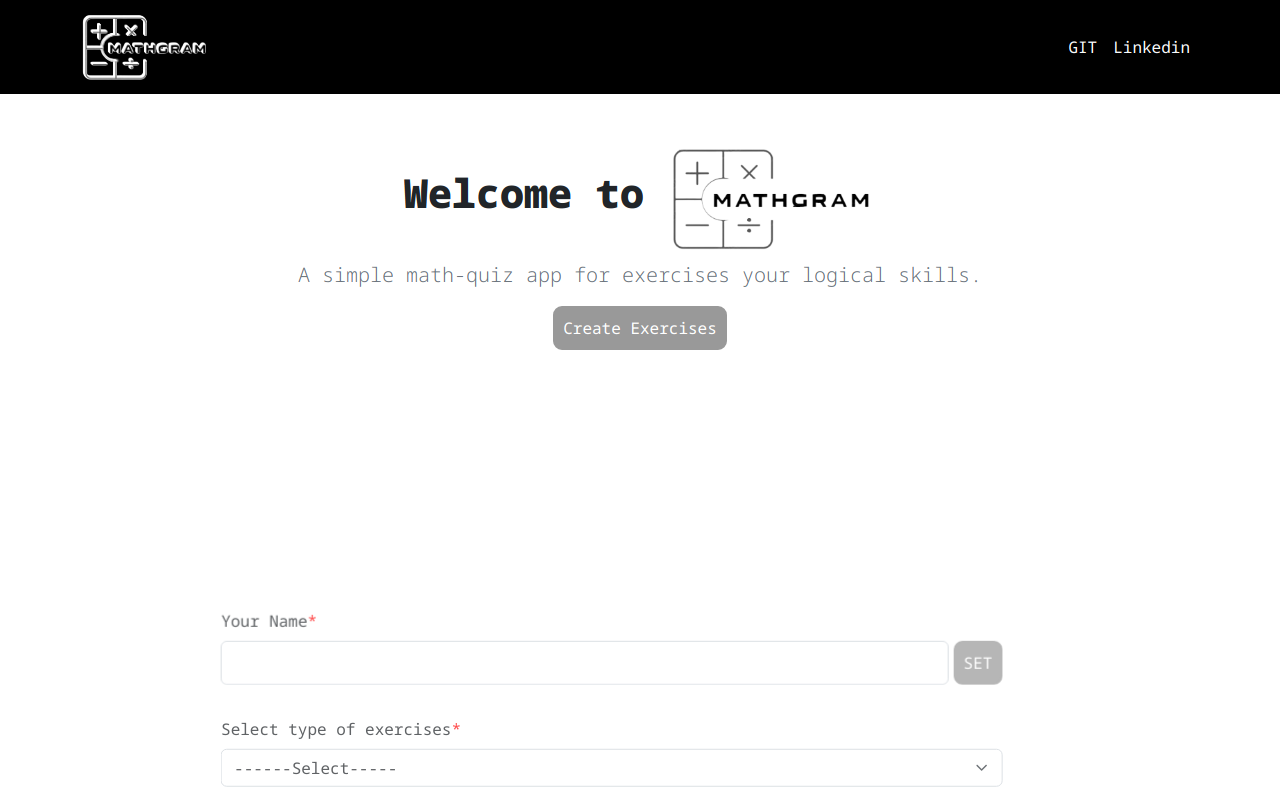 MATHGRAM
GIT Linkedin
Welcome to MATHGRAM
A simple math-quiz app for exercises your logical skills.
Create Exercises
Your Name*
SET
Select type of exercises*
------Select-----